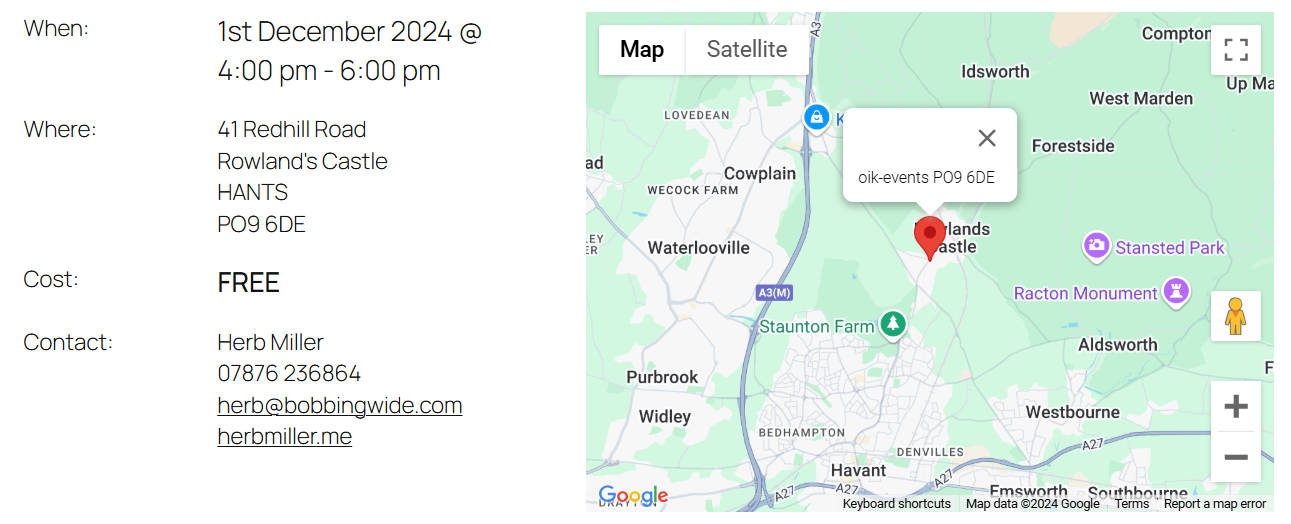 When:
1st December 2024 @
4:00 pm - 6:00 pm
Where:
41 Redhill Road
Rowland's Castle
HANTS
PO9 6DE
Cost:
FREE
Contact:
Herb Miller
07876 236864
herb@bobbingwide.com
herbmiller.me
Map
Satellite
A3
Compton
Idsworth
Up Ma
West Marden
LOVEDEAN
K
Forestside
ad
Cowplain
oik-events PO9 6DE
WECOCK FARM
LEY
ER
Waterlooville
lands
astle
Stansted Park
A3(M)
Racton Monument
Staunton Farm
Aldsworth
F
Purbrook
Widley
Westbourne
BEDHAMPTON
A27
DENVILLES
Havant
A27
A27
Emsworth
Southbourne
Google
DRAYTON
Keyboard shortcuts
Map data ©2024 Google
Terms
Report a map error